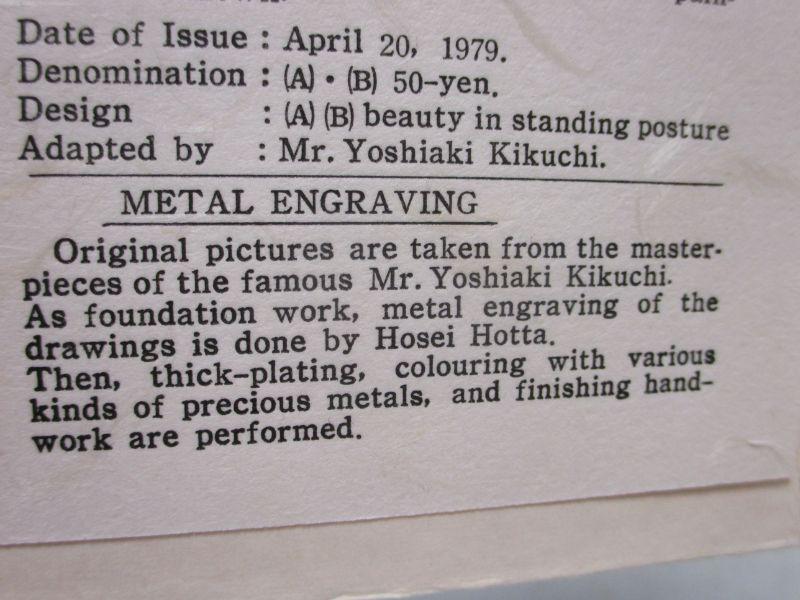 Date of Issue : April 20, 1979.
Denomination : (A) • (B) 50-yen.
Design : (A) (B) beauty in standing posture
Adapted by : Mr. Yoshiaki Kikuchi.
METAL ENGRAVING
Original pictures are taken from the master-
pieces of the famous Mr. Yoshiaki Kikuchi.
As foundation work, metal engraving of the
drawings is done by Hosei Hotta.
Then, thick-plating, colouring with various
kinds of precious metals, and finishing hand-
work are performed.